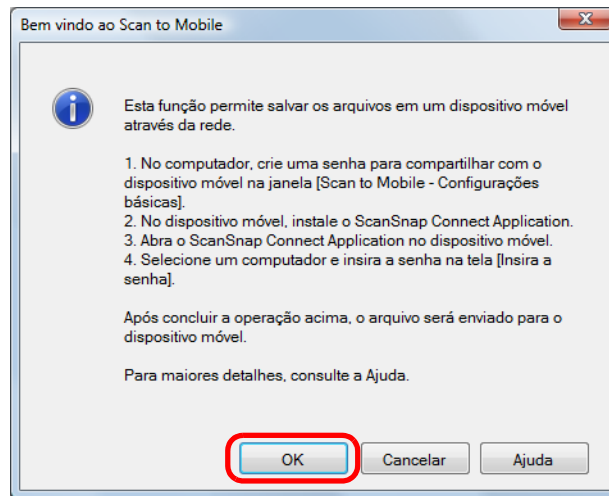 Bem vindo ao Scan to Mobile
Esta função permite salvar os arquivos em um dispositivo móvel
através da rede.
1. No computador, crie uma senha para compartilhar com o
dispositivo móvel na janela [Scan to Mobile - Configurações
básicas].
2. No dispositivo móvel, instale o ScanSnap Connect Application.
3. Abra o ScanSnap Connect Application no dispositivo móvel.
4. Selecione um computador e insira a senha na tela [Insira a
senha].
Após concluir a operação acima, o arquivo será enviado para o
dispositivo móvel.
Para maiores detalhes, consulte a Ajuda.
OK Cancelar Ajuda